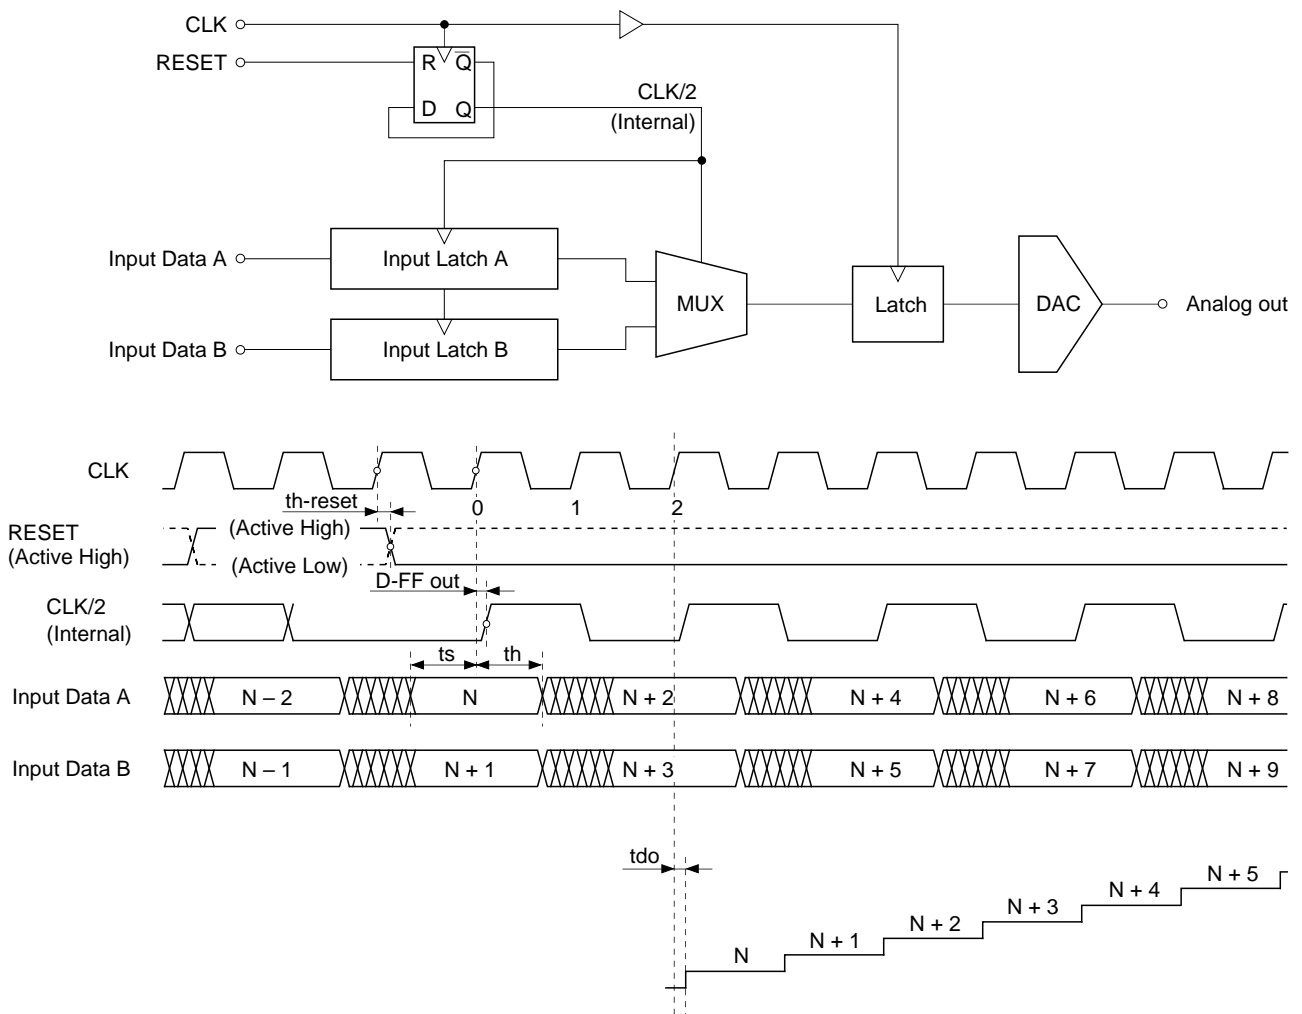 CLK
RESET
R Q̅
D Q
CLK/2
(Internal)
Input Data A
Input Latch A
MUX
Latch
DAC
Analog out
Input Data B
Input Latch B
CLK
th-reset
0 1 2
RESET
(Active High)
(Active High)
(Active Low)
D-FF out
CLK/2
(Internal)
ts th
Input Data A
N – 2 N N + 2 N + 4 N + 6 N + 8
Input Data B
N – 1 N + 1 N + 3 N + 5 N + 7 N + 9
tdo
N N + 1 N + 2 N + 3 N + 4 N + 5